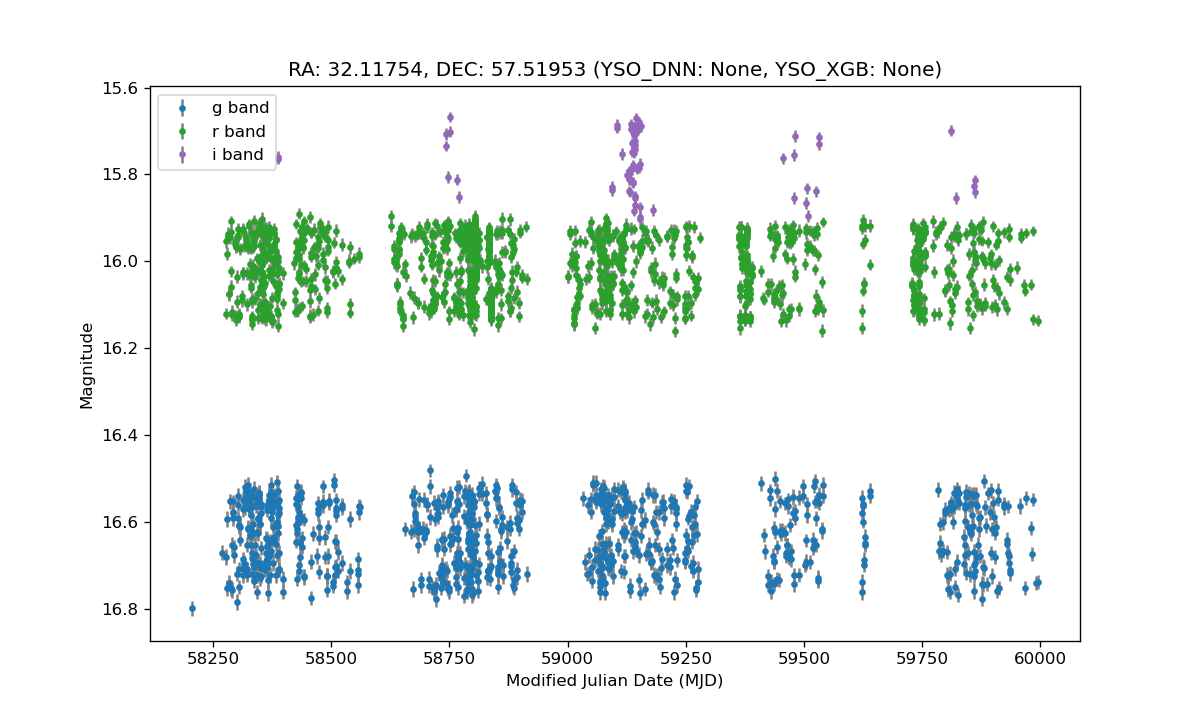 RA: 32.11754, DEC: 57.51953 (YSO_DNN: None, YSO_XGB: None)
g band
r band
i band
15.6
15.8
16.0
16.2
16.4
16.6
16.8
Magnitude
58250
58500
58750
59000
59250
59500
59750
60000
Modified Julian Date (MJD)